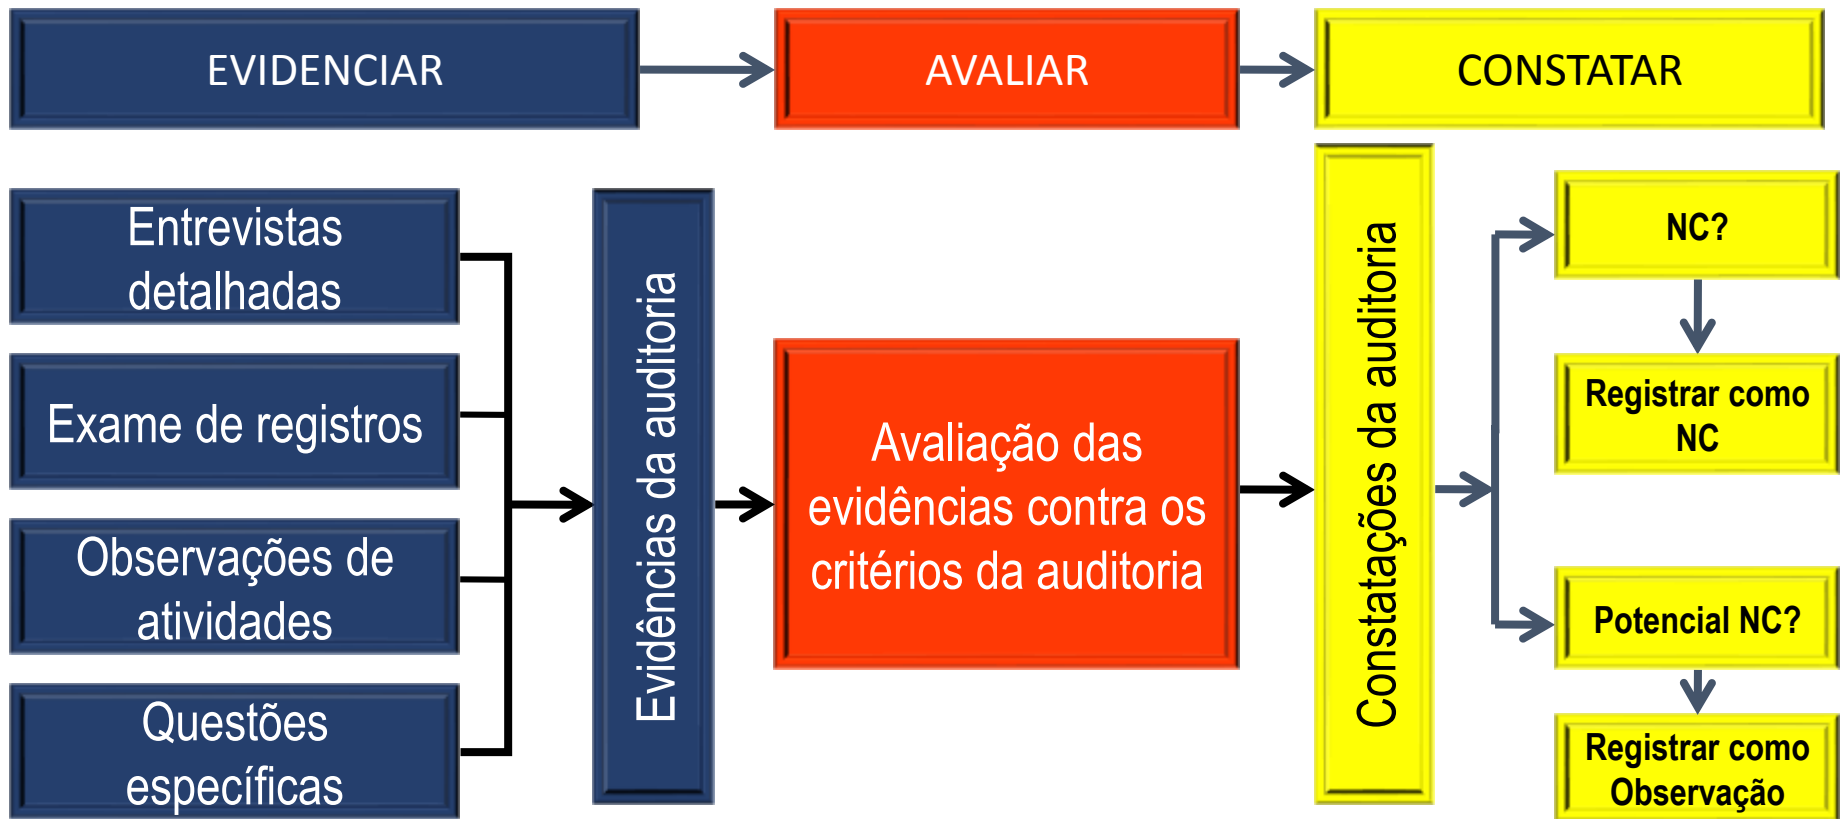 EVIDENCIAR
AVALIAR
CONSTATAR
Entrevistas
detalhadas
Exame de registros
Observações de
atividades
Questões
específicas
Evidências da auditoria
Avaliação das
evidências contra os
critérios da auditoria
Constatações da auditoria
NC?
Registrar como
NC
Potencial NC?
Registrar como
Observação